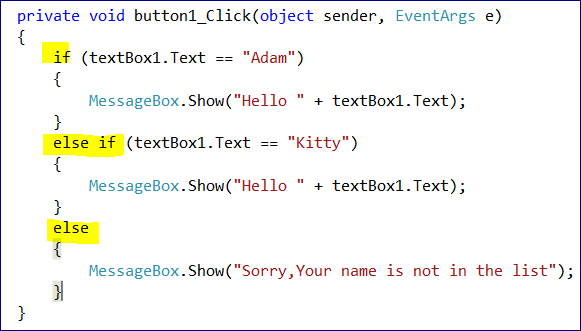 private void button1_Click(object sender, EventArgs e)
{
    if (textBox1.Text == "Adam")
    {
        MessageBox.Show("Hello " + textBox1.Text);
    }
    else if (textBox1.Text == "Kitty")
    {
        MessageBox.Show("Hello " + textBox1.Text);
    }
    else
    {
        MessageBox.Show("Sorry,Your name is not in the list");
    }
}